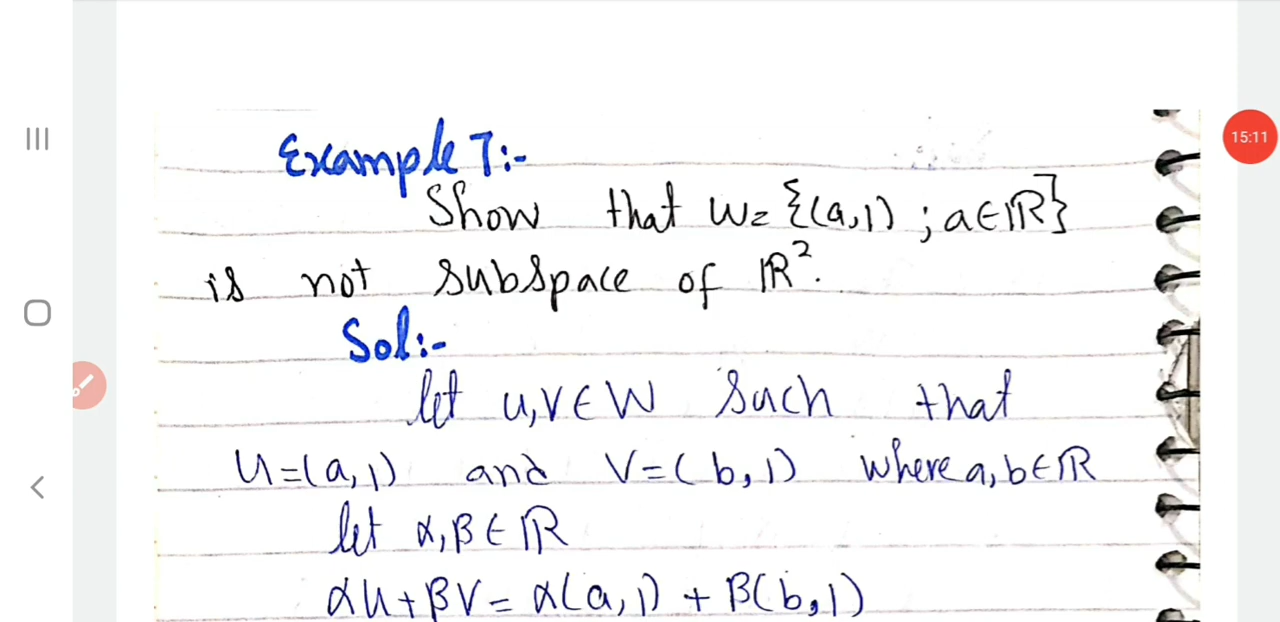 15:11
Example 7:-
Show that W = {(a,1) ; a∈ℝ}
is not subspace of ℝ².
Sol:-
let u,v∈W such that
u=(a,1) and v=(b,1) where a,b∈ℝ
let α,β∈ℝ
αu+βv= α(a,1) + β(b,1)